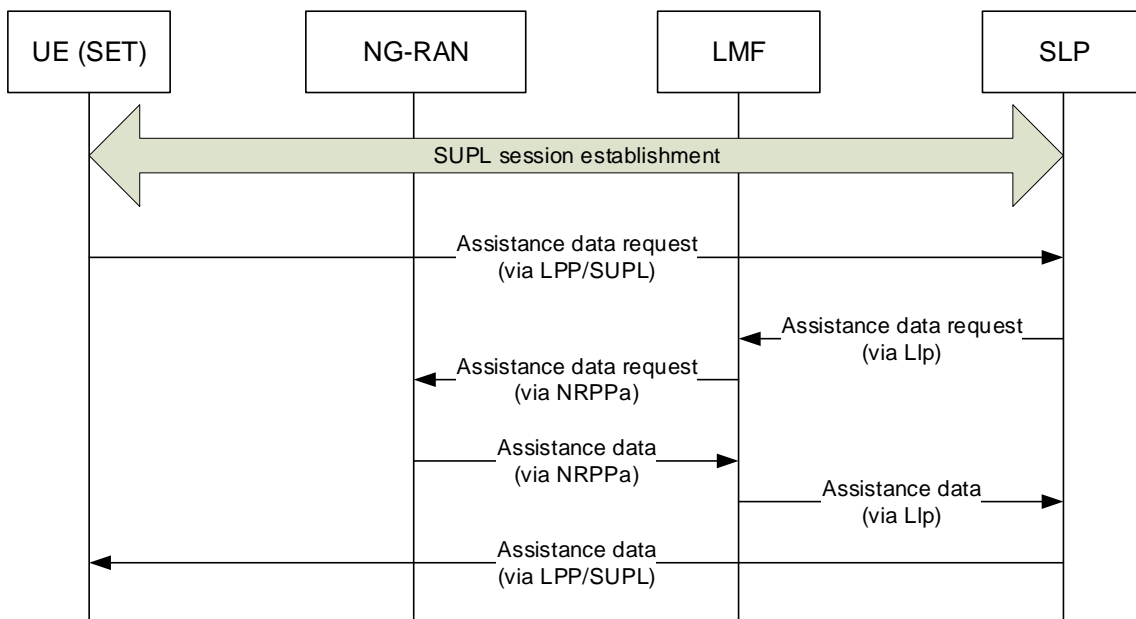 UE (SET)
NG-RAN
LMF
SLP
SUPL session establishment
Assistance data request
(via LPP/SUPL)
Assistance data request
(via Llp)
Assistance data request
(via NRPPa)
Assistance data
(via NRPPa)
Assistance data
(via Llp)
Assistance data
(via LPP/SUPL)